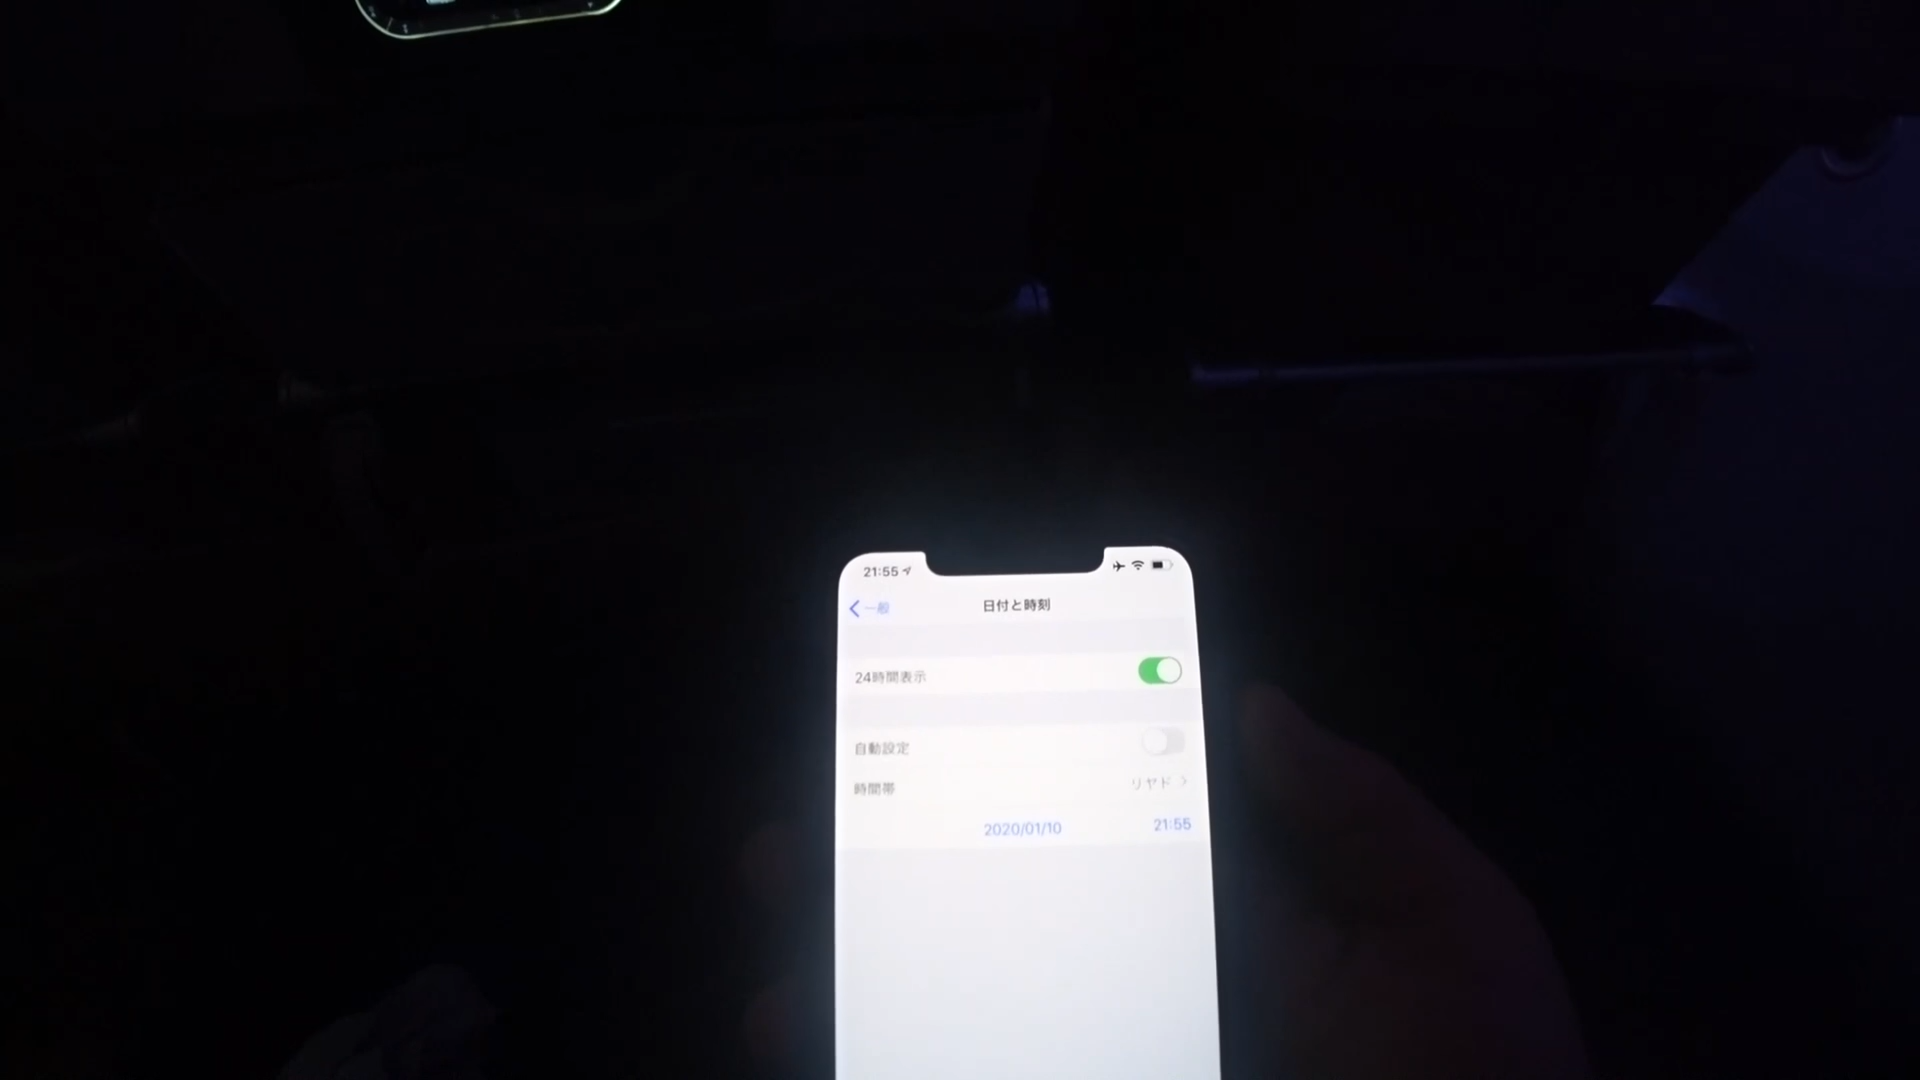 21:55
一般
日付と時刻
24時間表示
自動設定
時間帯 リヤド
2020/01/10 21:55